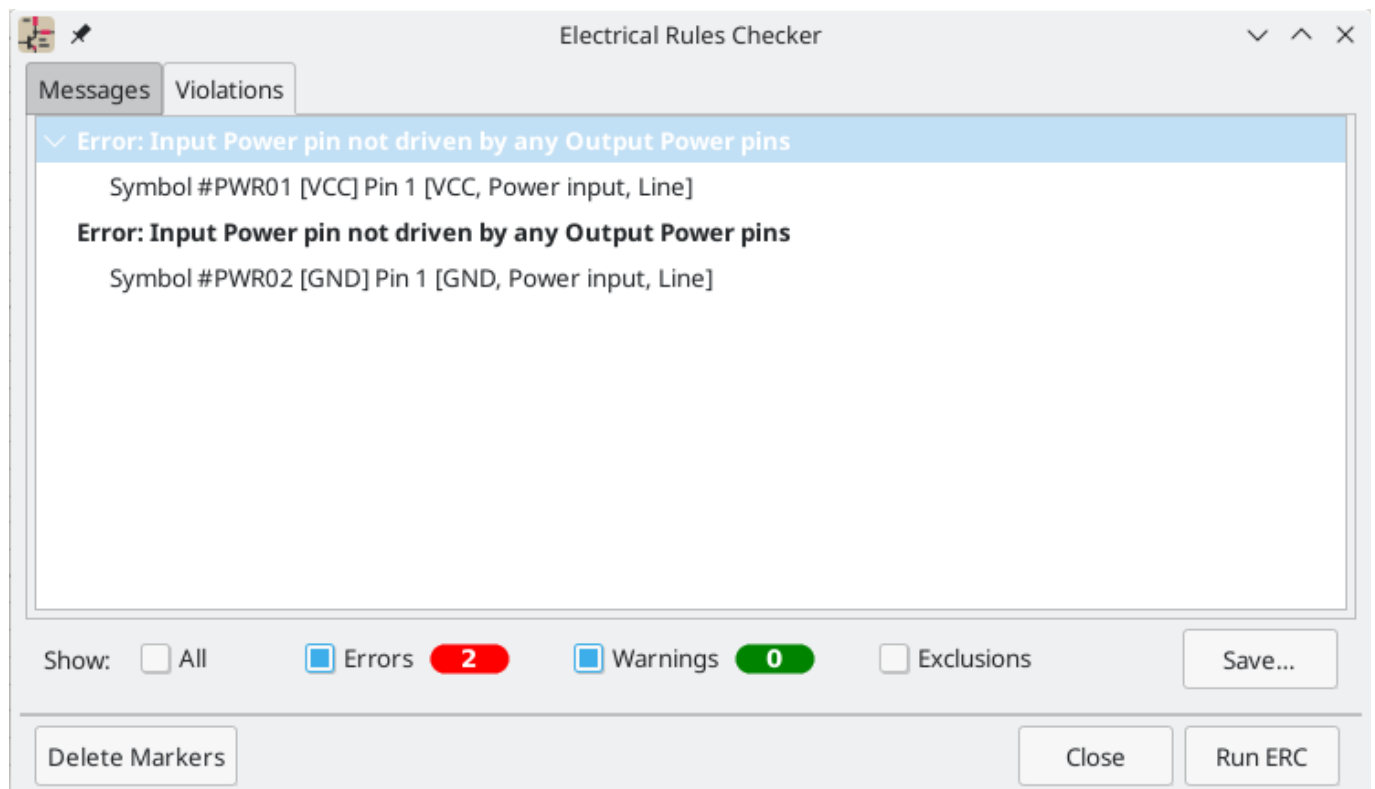 Electrical Rules Checker
Messages Violations
Error: Input Power pin not driven by any Output Power pins
Symbol #PWR01 [VCC] Pin 1 [VCC, Power input, Line]
Error: Input Power pin not driven by any Output Power pins
Symbol #PWR02 [GND] Pin 1 [GND, Power input, Line]
Show: All Errors 2 Warnings 0 Exclusions Save...
Delete Markers Close Run ERC